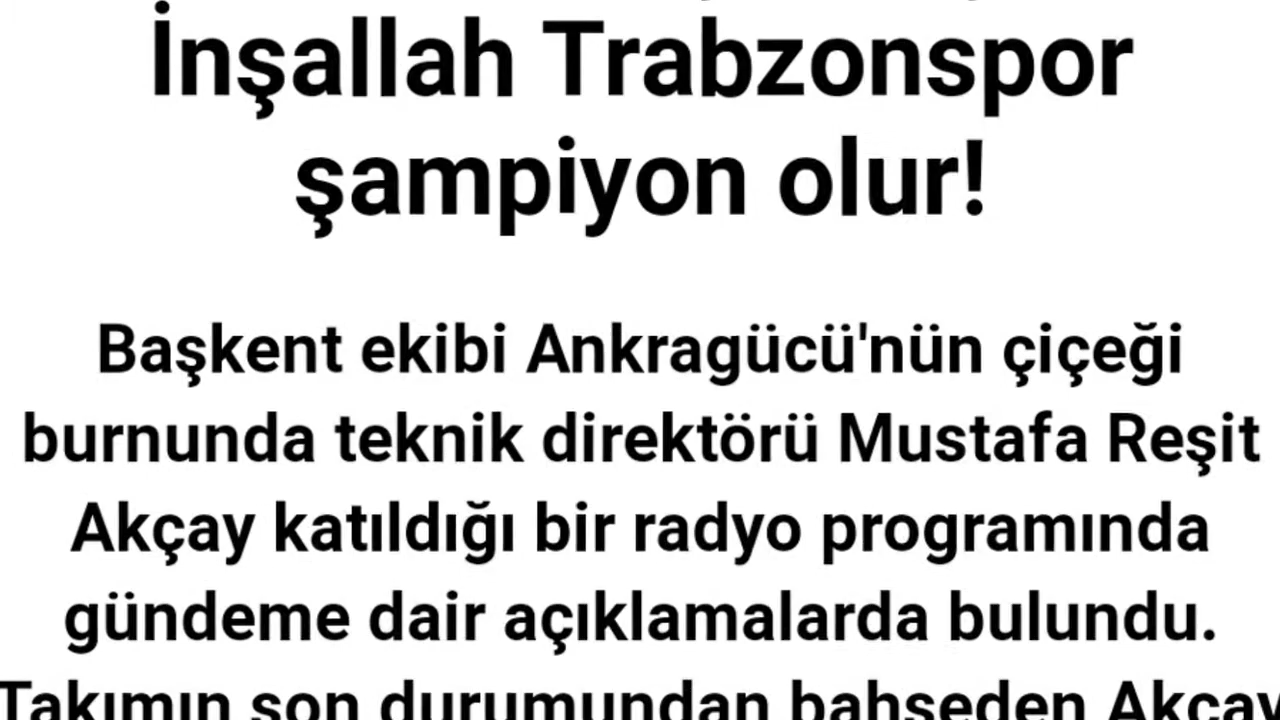 İnşallah Trabzonspor
şampiyon olur!
Başkent ekibi Ankragücü'nün çiçeği
burnunda teknik direktörü Mustafa Reşit
Akçay katıldığı bir radyo programında
gündeme dair açıklamalarda bulundu.
Takımın son durumundan bahseden Akçay